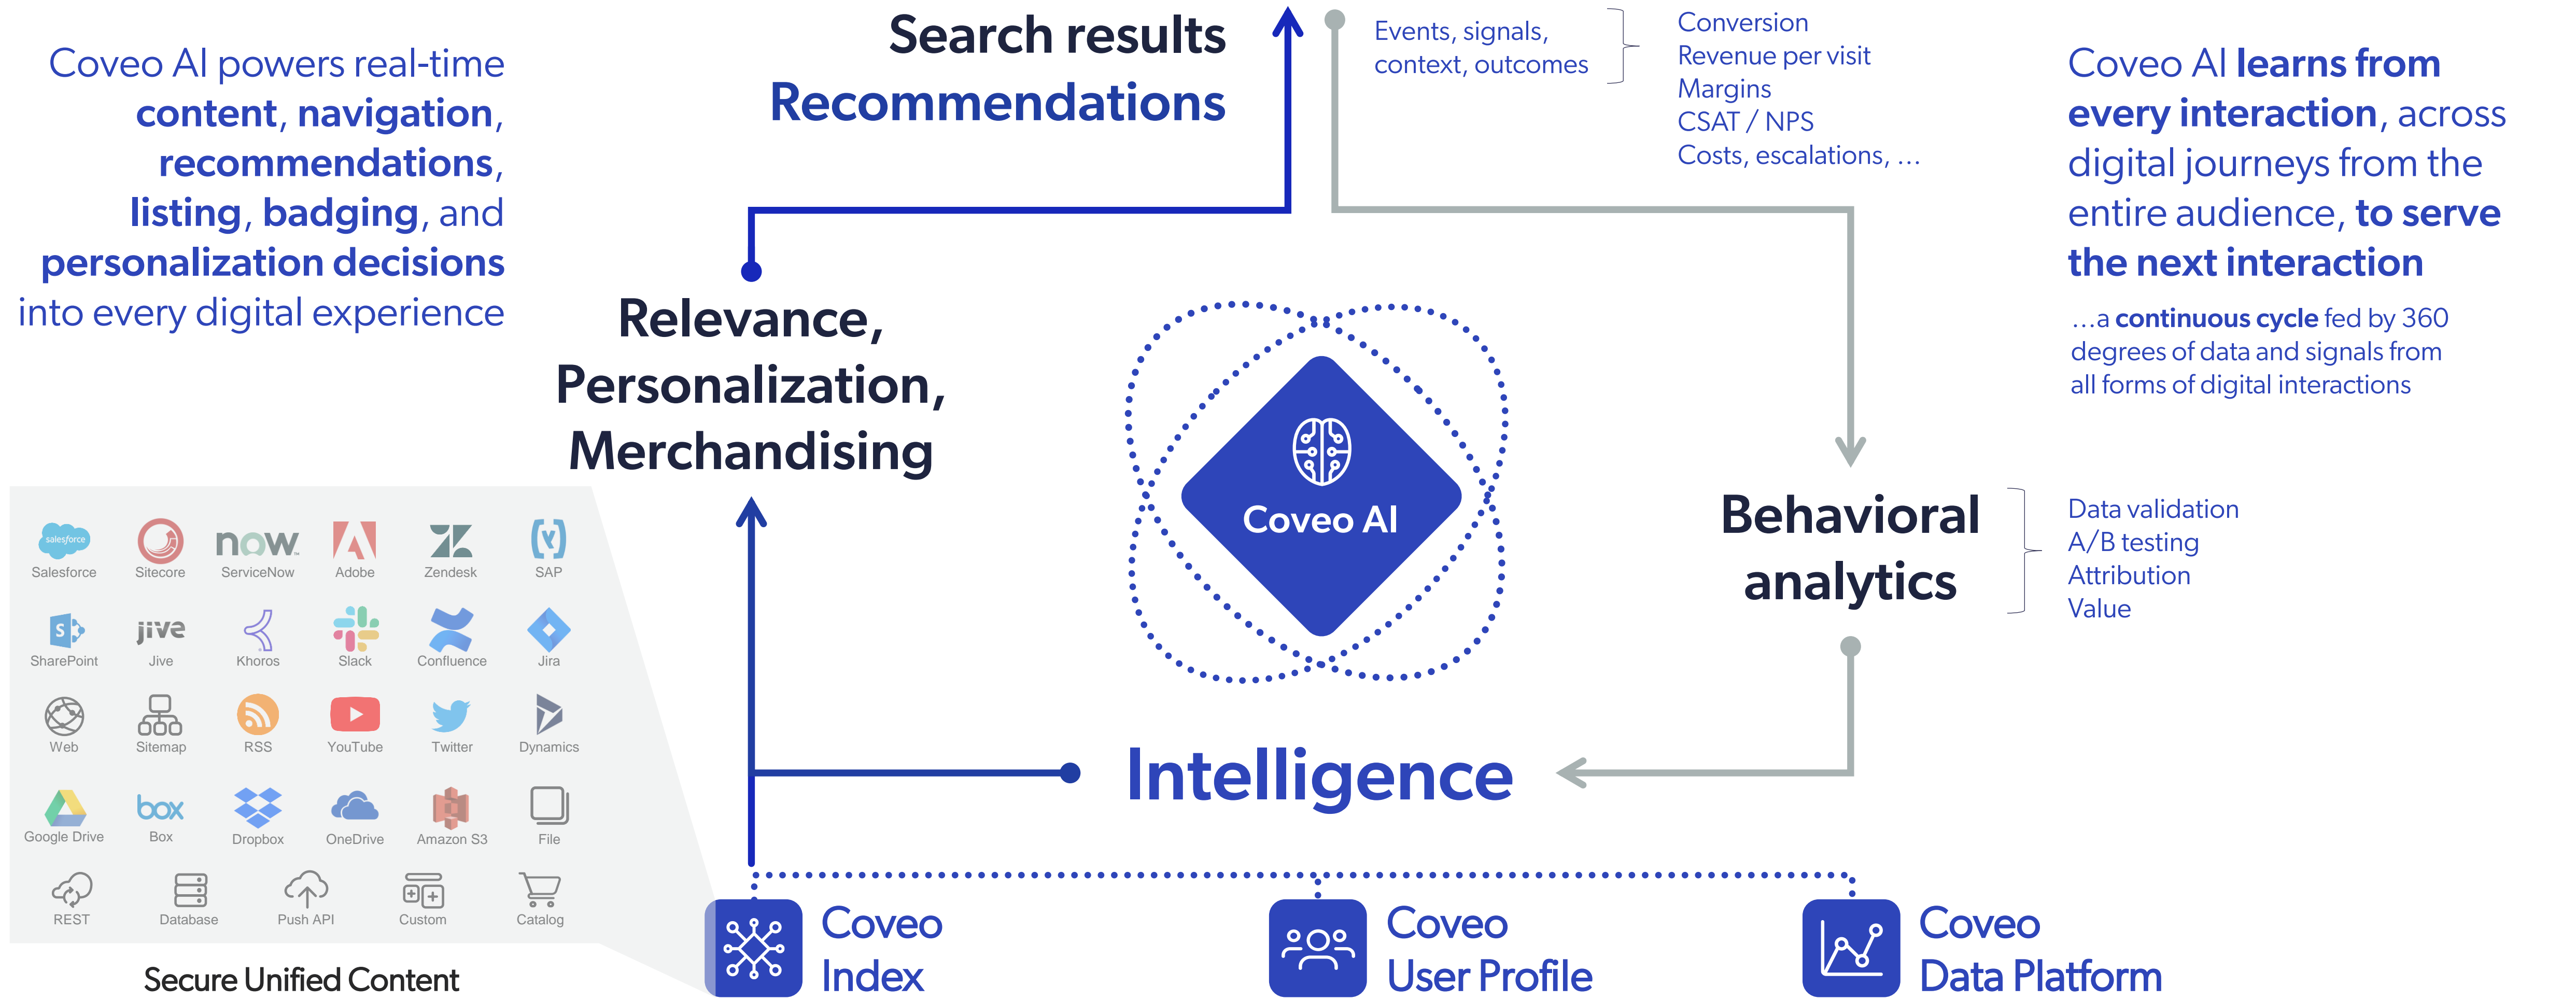 Coveo AI powers real-time
content, navigation,
recommendations,
listing, badging, and
personalization decisions
into every digital experience
Search results
Recommendations
Events, signals,
context, outcomes
Conversion
Revenue per visit
Margins
CSAT / NPS
Costs, escalations, ...
Coveo AI learns from
every interaction, across
digital journeys from the
entire audience, to serve
the next interaction
...a continuous cycle fed by 360
degrees of data and signals from
all forms of digital interactions
Relevance,
Personalization,
Merchandising
Coveo AI
Behavioral
analytics
Data validation
A/B testing
Attribution
Value
Intelligence
salesforce
now
Salesforce
Sitecore
ServiceNow
Adobe
Zendesk
SAP
S
jive
SharePoint
Jive
Khoros
Slack
Confluence
Jira
Web
Sitemap
RSS
YouTube
Twitter
Dynamics
box
Google Drive
Box
Dropbox
OneDrive
Amazon S3
File
REST
Database
Push API
Custom
Catalog
Secure Unified Content
Coveo
Index
Coveo
User Profile
Coveo
Data Platform